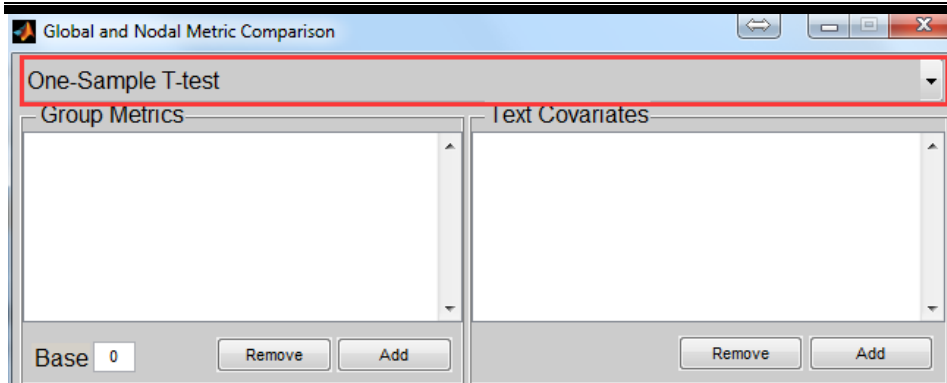 Global and Nodal Metric Comparison
One-Sample T-test
Group Metrics
Text Covariates
Base 0 Remove Add
Remove Add